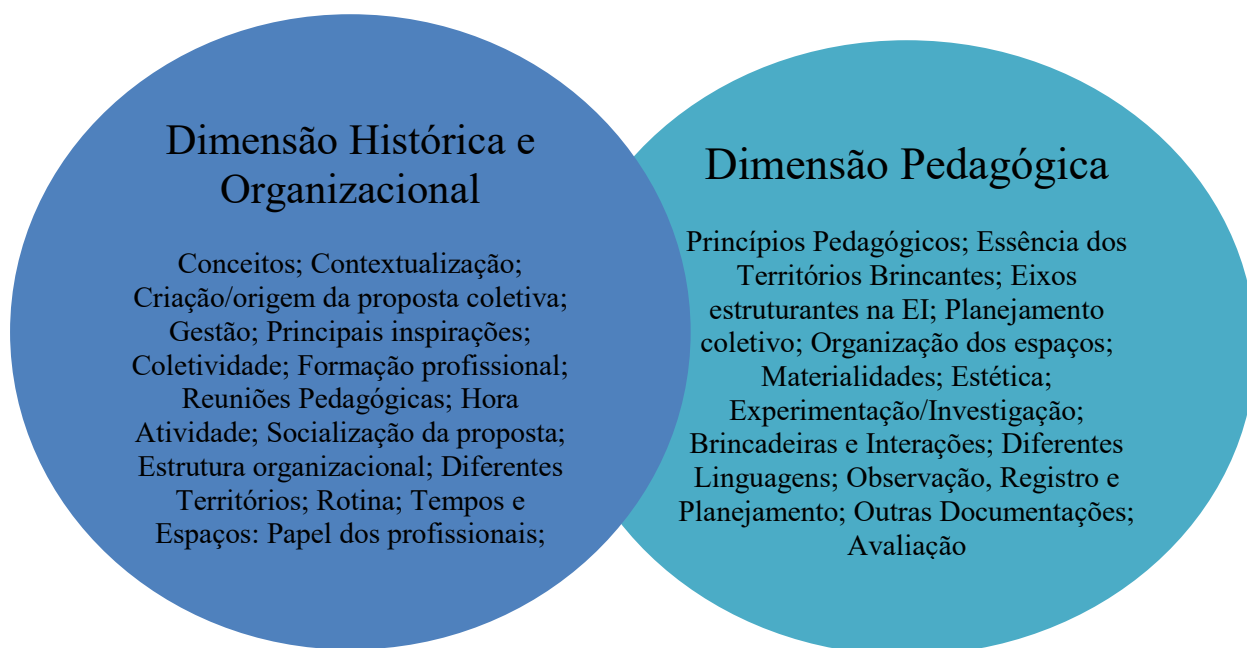 Dimensão Histórica e
Organizacional
Conceitos; Contextualização;
Criação/origem da proposta coletiva;
Gestão; Principais inspirações;
Coletividade; Formação profissional;
Reuniões Pedagógicas; Hora
Atividade; Socialização da proposta;
Estrutura organizacional; Diferentes
Territórios; Rotina; Tempos e
Espaços: Papel dos profissionais;
Dimensão Pedagógica
Princípios Pedagógicos; Essência dos
Territórios Brincantes; Eixos
estruturantes na EI; Planejamento
coletivo; Organização dos espaços;
Materialidades; Estética;
Experimentação/Investigação;
Brincadeiras e Interações; Diferentes
Linguagens; Observação, Registro e
Planejamento; Outras Documentações;
Avaliação